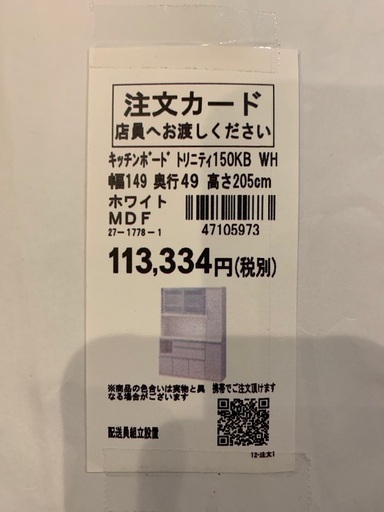 注文カード
店員へお渡しください
ｷｯﾁﾝﾎﾞｰﾄﾞ ﾄﾘﾆﾃｨ150KB WH
幅149 奥行49 高さ205cm
ホワイト
MDF
27-1778-1
47105973
113,334円(税別)
※商品の色合いは実物と異
なる場合がございます
携帯でご注文頂けます
配送員組立設置
12-注文1